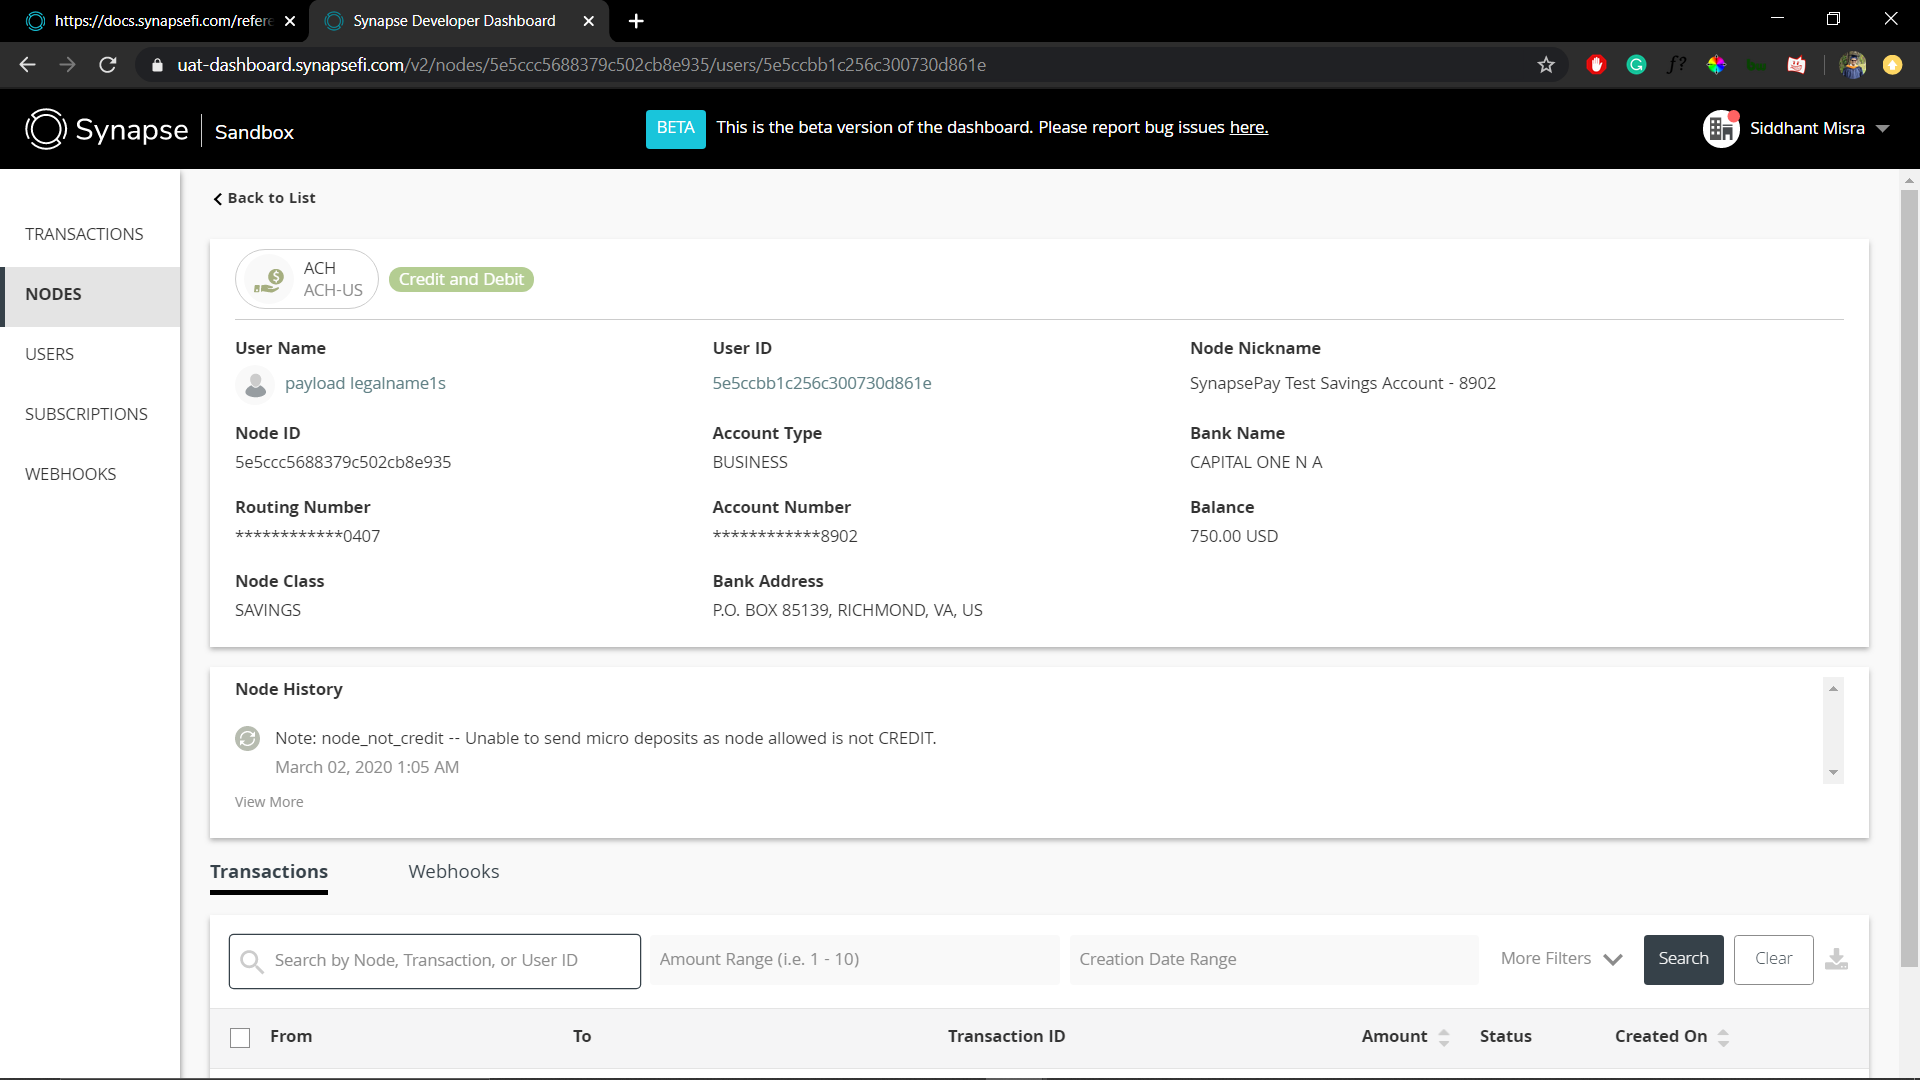 https://docs.synapsefi.com/refere
Synapse Developer Dashboard
uat-dashboard.synapsefi.com/v2/nodes/5e5ccc5688379c502cb8e935/users/5e5ccbb1c256c300730d861e
f?
Synapse
Sandbox
BETA
This is the beta version of the dashboard. Please report bug issues here.
Siddhant Misra
TRANSACTIONS
NODES
USERS
SUBSCRIPTIONS
WEBHOOKS
Back to List
ACH
ACH-US
Credit and Debit
User Name
payload legalname1s
User ID
5e5ccbb1c256c300730d861e
Node Nickname
SynapsePay Test Savings Account - 8902
Node ID
5e5ccc5688379c502cb8e935
Account Type
BUSINESS
Bank Name
CAPITAL ONE N A
Routing Number
************0407
Account Number
************8902
Balance
750.00 USD
Node Class
SAVINGS
Bank Address
P.O. BOX 85139, RICHMOND, VA, US
Node History
Note: node_not_credit -- Unable to send micro deposits as node allowed is not CREDIT.
March 02, 2020 1:05 AM
View More
Transactions
Webhooks
Search by Node, Transaction, or User ID
Amount Range (i.e. 1 - 10)
Creation Date Range
More Filters
Search
Clear
From
To
Transaction ID
Amount
Status
Created On